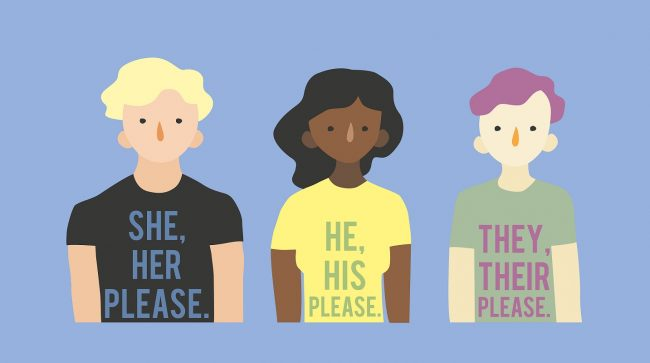 SHE,
HER
PLEASE.
HE,
HIS
PLEASE.
THEY,
THEIR
PLEASE.